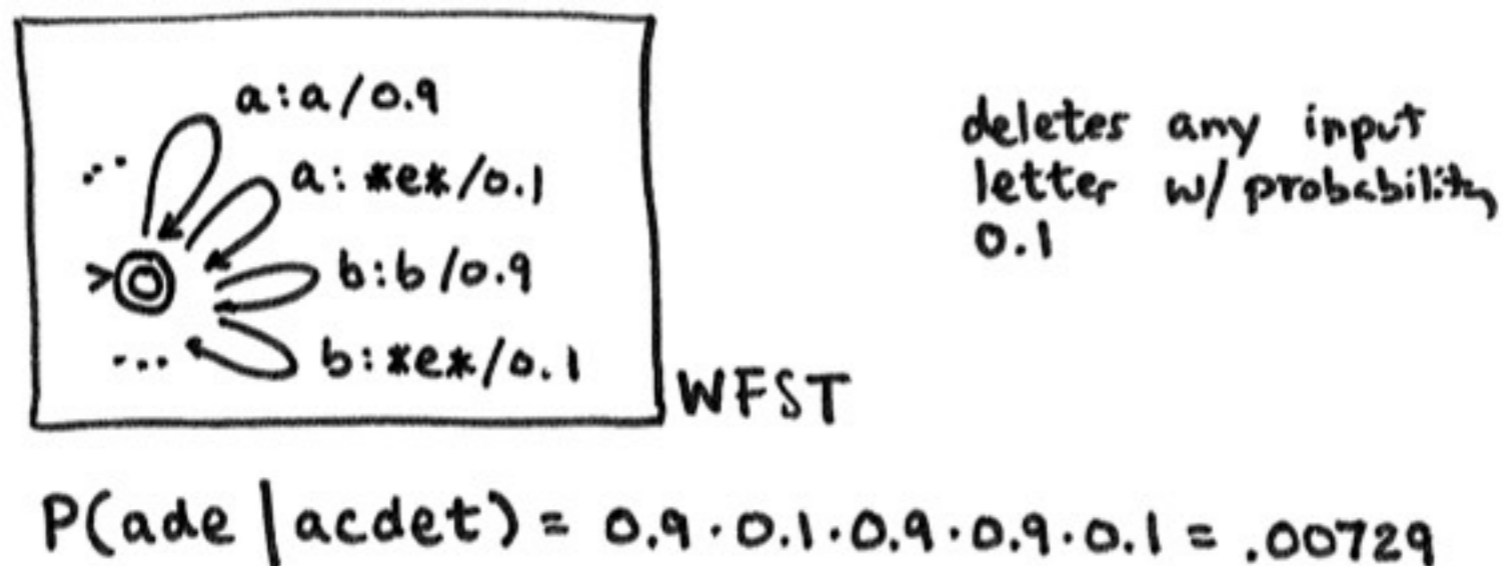 a:a/0.9
...
a:*e*/0.1
>
b:b/0.9
...
b:*e*/0.1
WFST
deletes any input
letter w/ probability
0.1
P(ade | acdet) = 0.9 · 0.1 · 0.9 · 0.9 · 0.1 = .00729